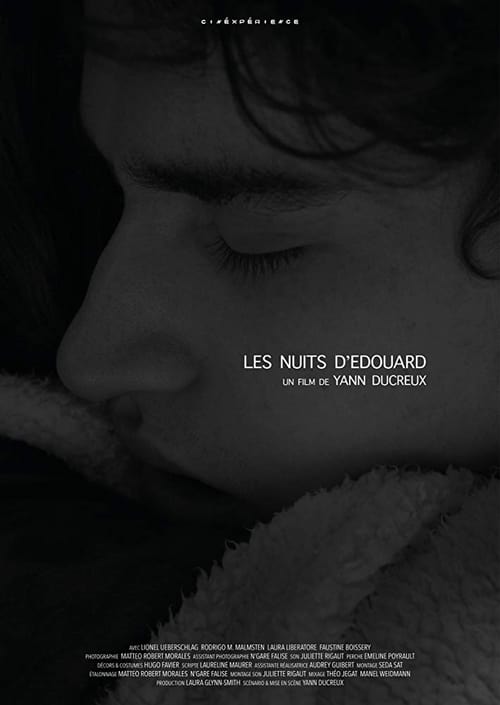 CINÉXPÉRIENCE
LES NUITS D'EDOUARD
UN FILM DE YANN DUCREUX
AVEC LIONEL UEBERSCHLAG RODRIGO M. MALMSTEN LAURA LIBERATORE FAUSTINE BOISSERY
PHOTOGRAPHIE MATTEO ROBERT MORALES ASSISTANT PHOTOGRAPHIE N'GARE FALISE SON JULIETTE RIGAUT PERCHE EMELINE POYRAULT
DÉCORS & COSTUMES HUGO FAVIER SCRIPTE LAURELINE MAURER ASSISTANTE RÉALISATRICE AUDREY GUIBERT MONTAGE SEDA SAT
ÉTALONNAGE MATTEO ROBERT MORALES N'GARE FALISE MONTAGE SON JULIETTE RIGAUT MIXAGE THÉO JEGAT MANEL WEIDMANN
PRODUCTION LAURA GLYNN-SMITH SCÉNARIO & MISE EN SCÈNE YANN DUCREUX